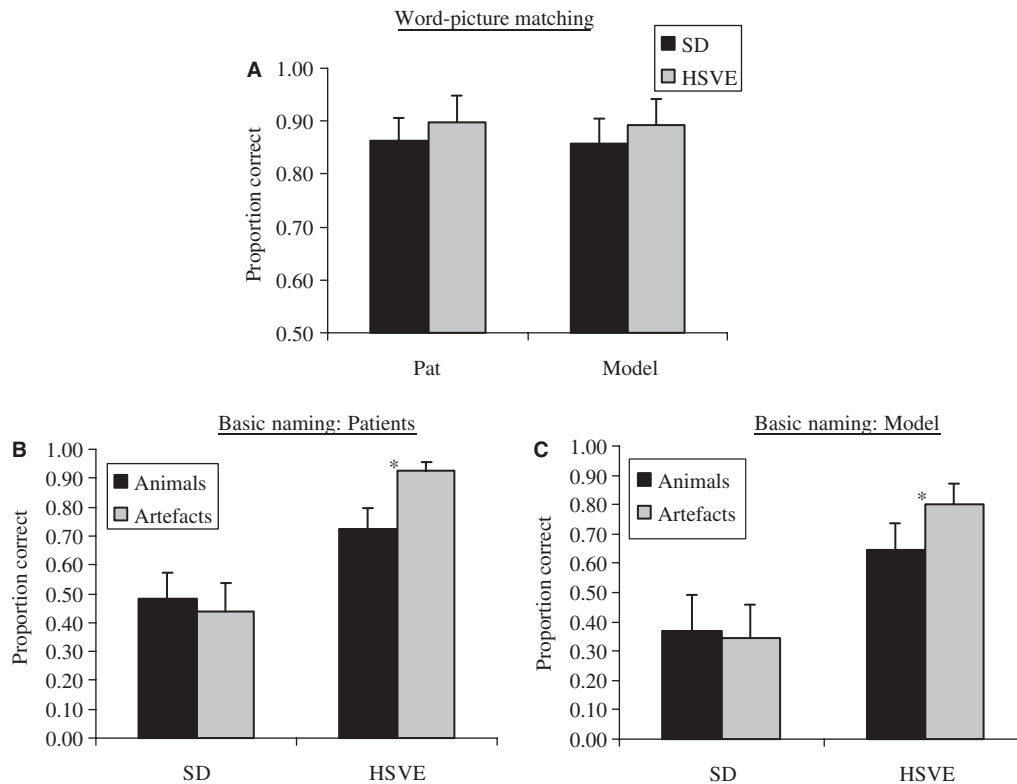 Word-picture matching
SD
HSVE
A
1.00
0.90
0.80
0.70
0.60
0.50
Proportion correct
Pat
Model
Basic naming: Patients
B
1.00
0.90
0.80
0.70
0.60
0.50
0.40
0.30
0.20
0.10
0.00
Proportion correct
Animals
Artefacts
*
SD
HSVE
Basic naming: Model
C
1.00
0.90
0.80
0.70
0.60
0.50
0.40
0.30
0.20
0.10
0.00
Proportion correct
Animals
Artefacts
*
SD
HSVE